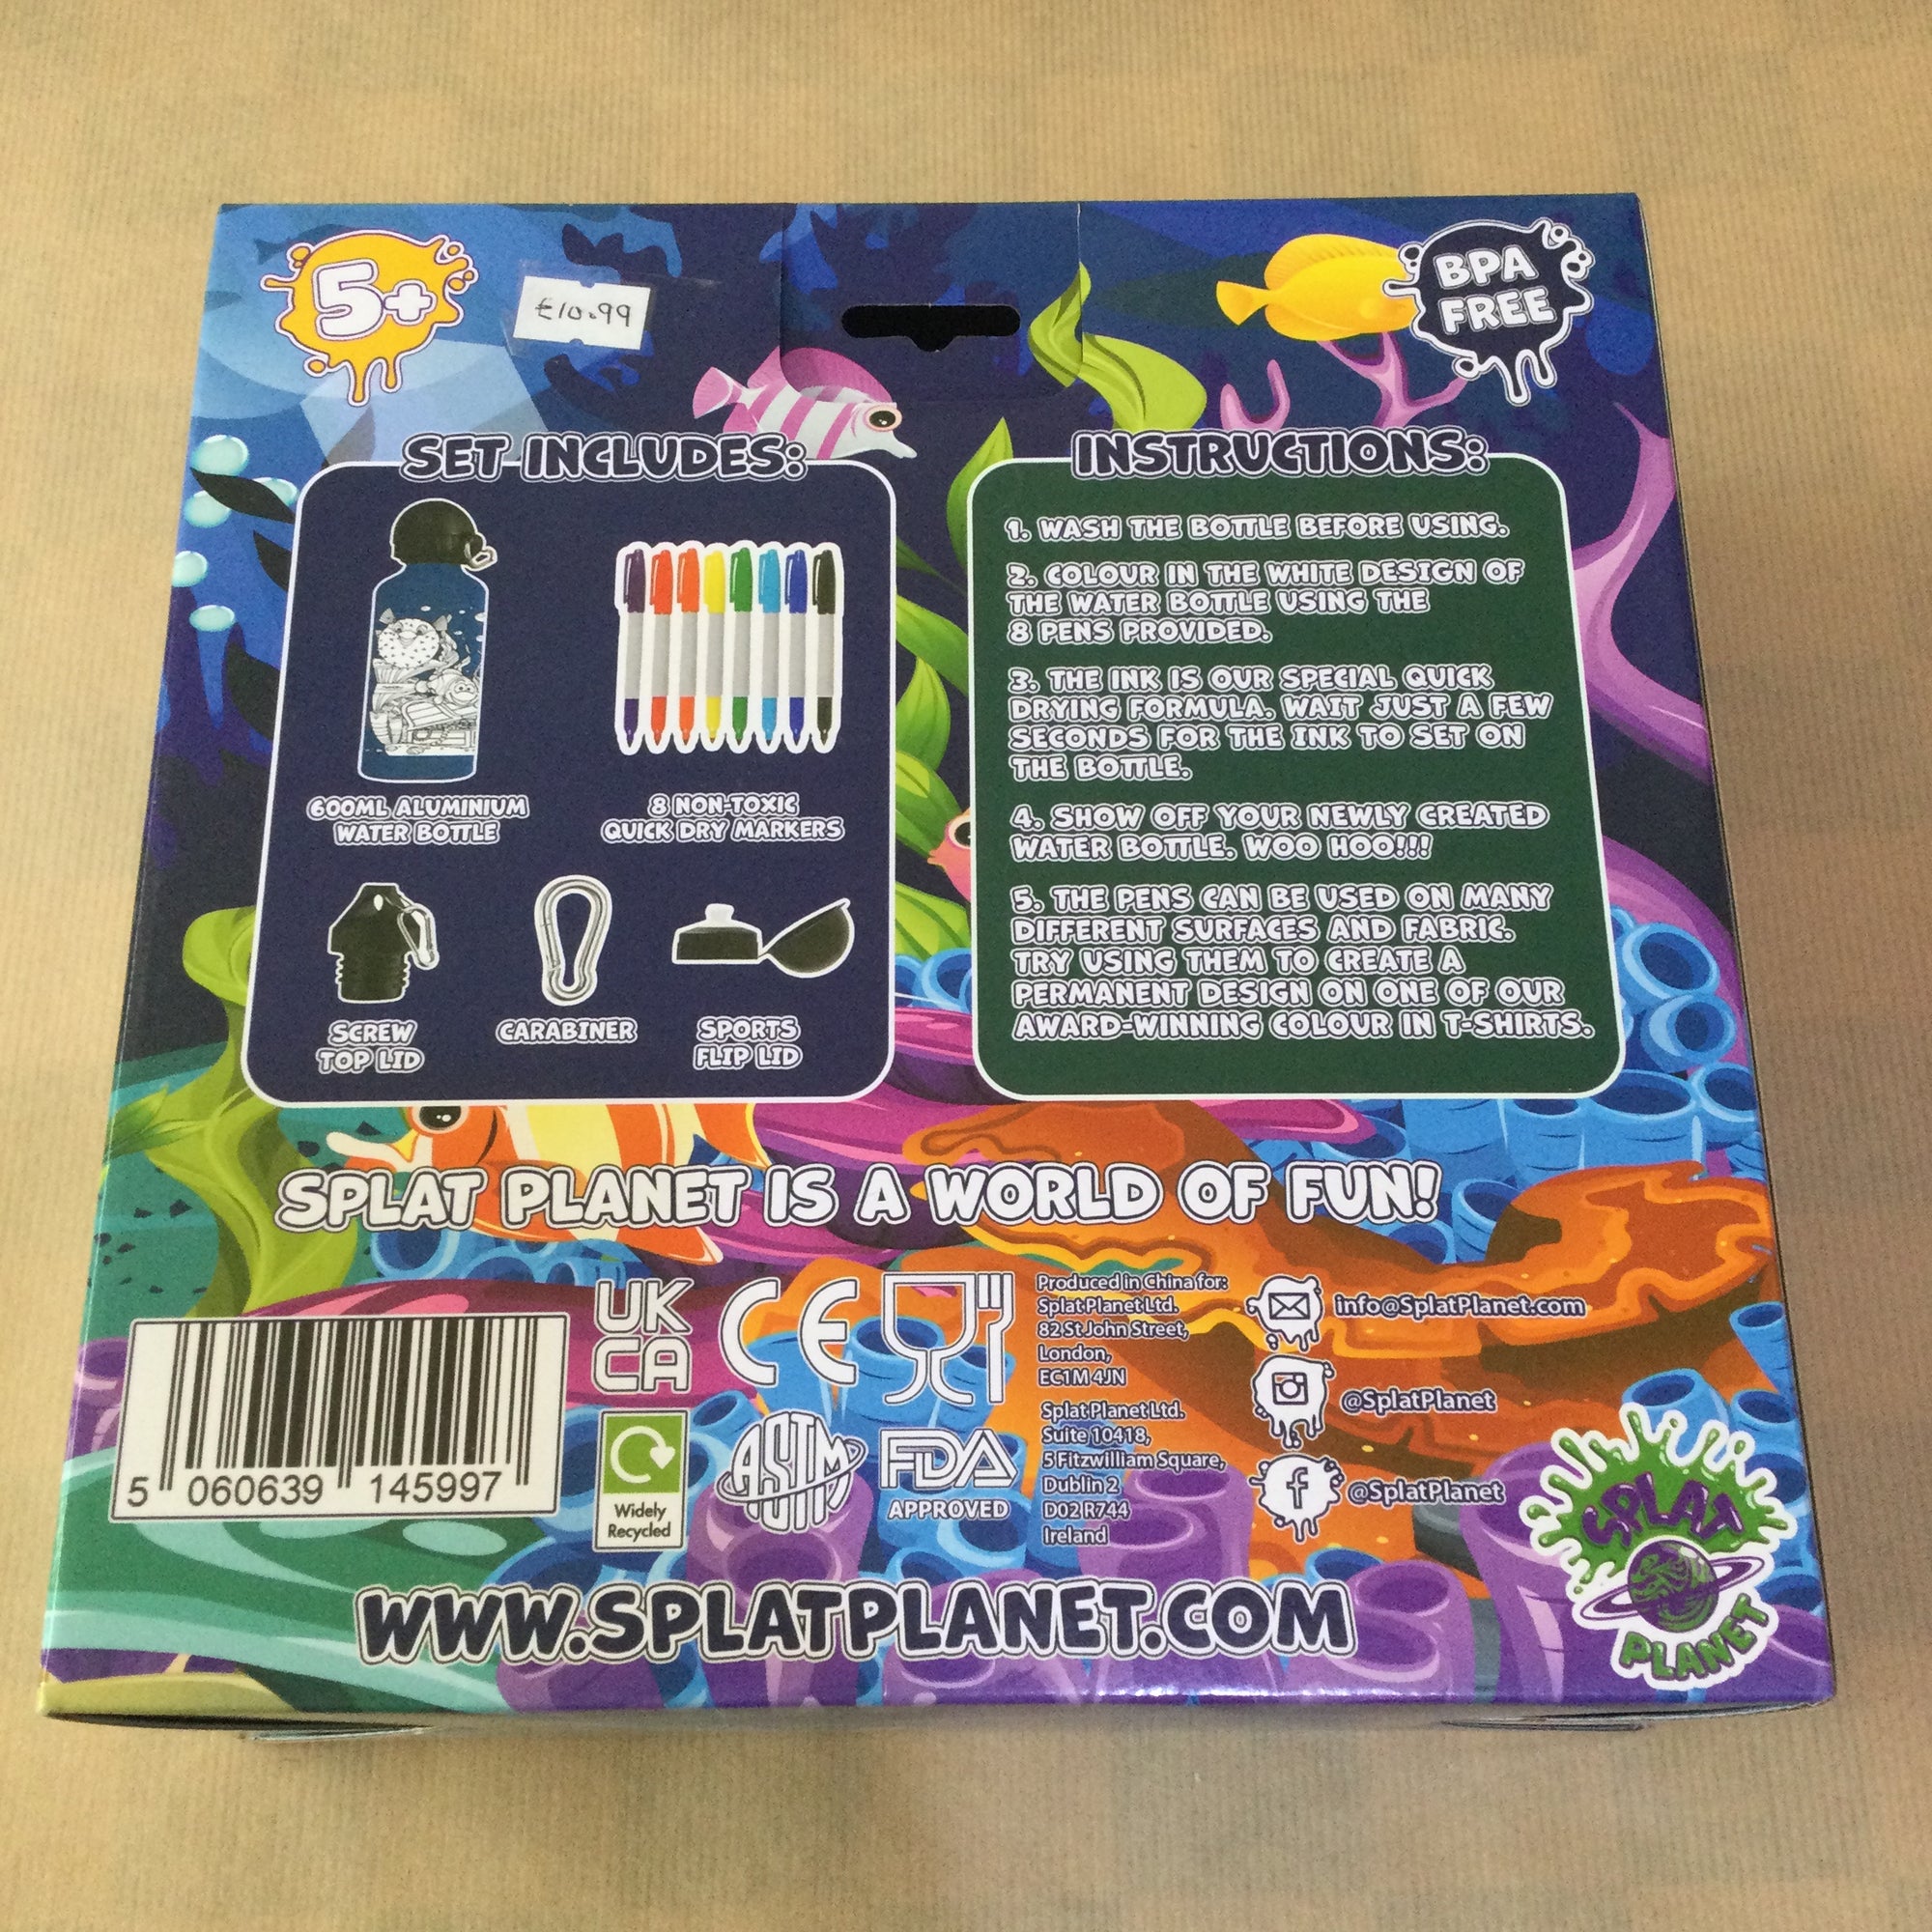 5+
£10.99
BPA
FREE
SET INCLUDES:
600ML ALUMINIUM
WATER BOTTLE
8 NON-TOXIC
QUICK DRY MARKERS
SCREW
TOP LID
CARABINER
SPORTS
FLIP LID
INSTRUCTIONS:
1. WASH THE BOTTLE BEFORE USING.
2. COLOUR IN THE WHITE DESIGN OF
THE WATER BOTTLE USING THE
8 PENS PROVIDED.
3. THE INK IS OUR SPECIAL QUICK
DRYING FORMULA. WAIT JUST A FEW
SECONDS FOR THE INK TO SET ON
THE BOTTLE.
4. SHOW OFF YOUR NEWLY CREATED
WATER BOTTLE. WOO HOO!!!
5. THE PENS CAN BE USED ON MANY
DIFFERENT SURFACES AND FABRIC.
TRY USING THEM TO CREATE A
PERMANENT DESIGN ON ONE OF OUR
AWARD-WINNING COLOUR IN T-SHIRTS.
SPLAT PLANET IS A WORLD OF FUN!
5 060639 145997
UK
CA
CE
Widely
Recycled
ASTM
FDA
APPROVED
Produced in China for:
Splat Planet Ltd.
82 St John Street,
London,
EC1M 4JN
Splat Planet Ltd.
Suite 10418,
5 Fitzwilliam Square,
Dublin 2
D02 R744
Ireland
info@SplatPlanet.com
@SplatPlanet
@SplatPlanet
SPLAT
PLANET
WWW.SPLATPLANET.COM